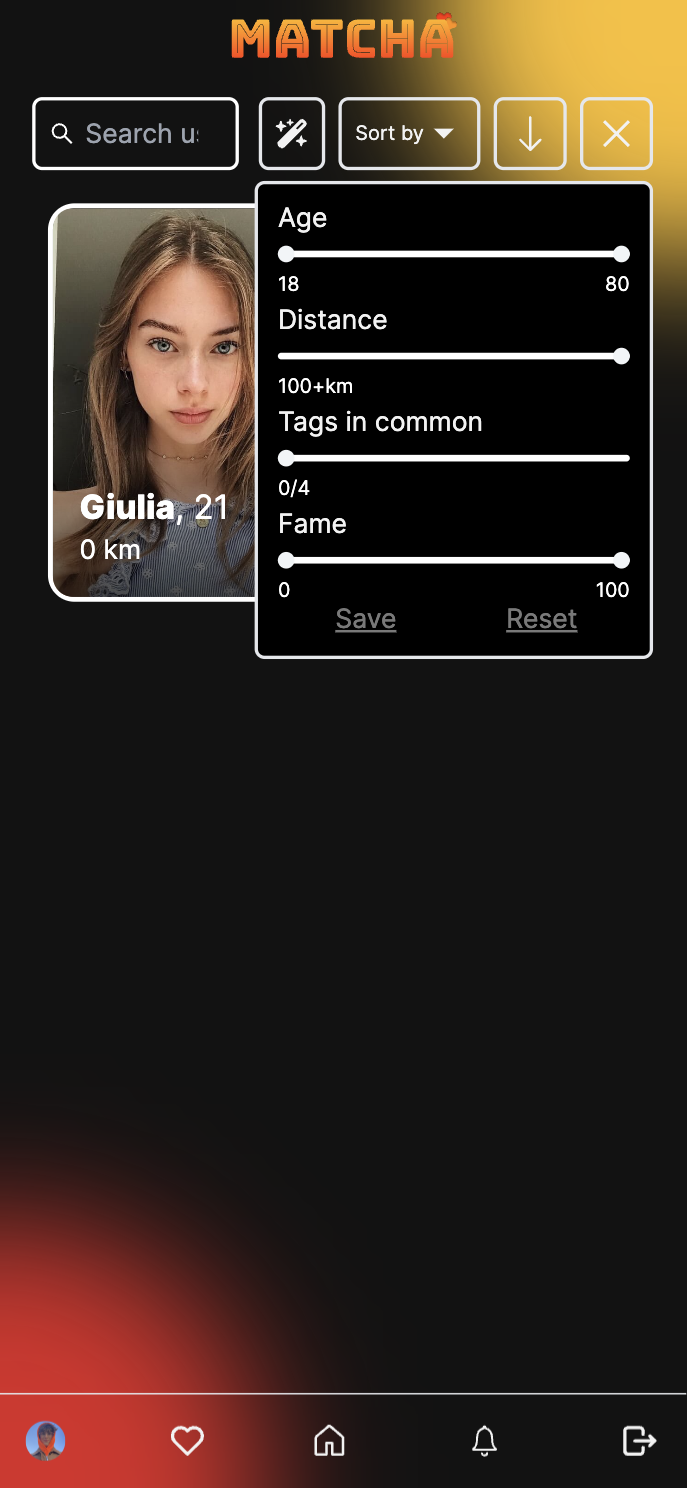 MATCHA
Search us
Sort by
Age
18 80
Distance
100+km
Tags in common
0/4
Fame
0 100
Save Reset
Giulia, 21
0 km